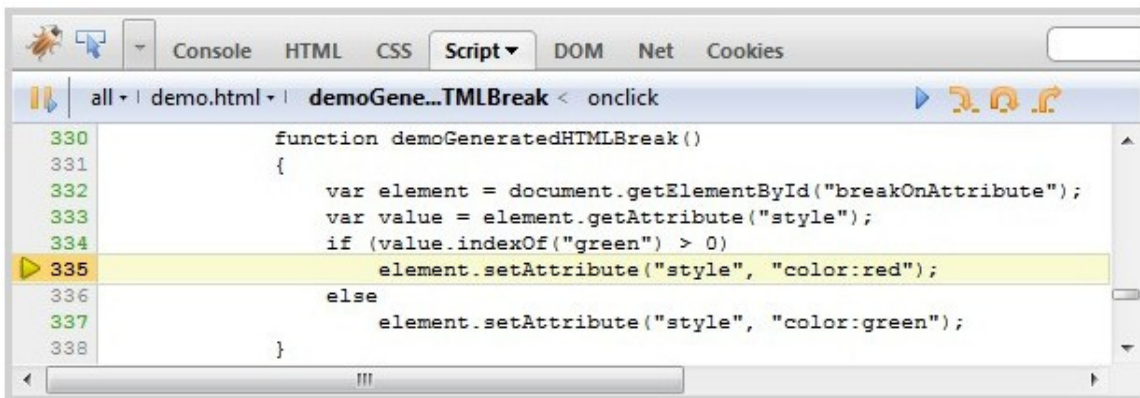 Console HTML CSS Script DOM Net Cookies
all demo.html demoGene...TMLBreak < onclick
330 function demoGeneratedHTMLBreak()
331 {
332 var element = document.getElementById("breakOnAttribute");
333 var value = element.getAttribute("style");
334 if (value.indexOf("green") > 0)
335 element.setAttribute("style", "color:red");
336 else
337 element.setAttribute("style", "color:green");
338 }